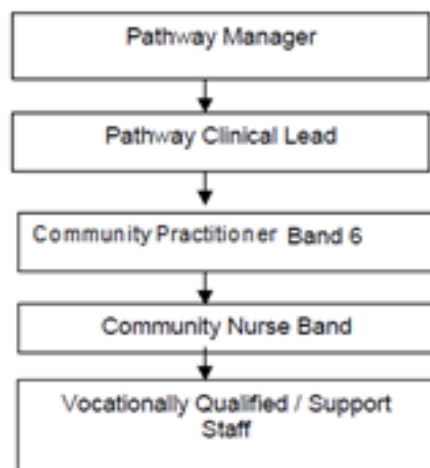 Pathway Manager
Pathway Clinical Lead
Community Practitioner Band 6
Community Nurse Band
Vocationally Qualified / Support
Staff